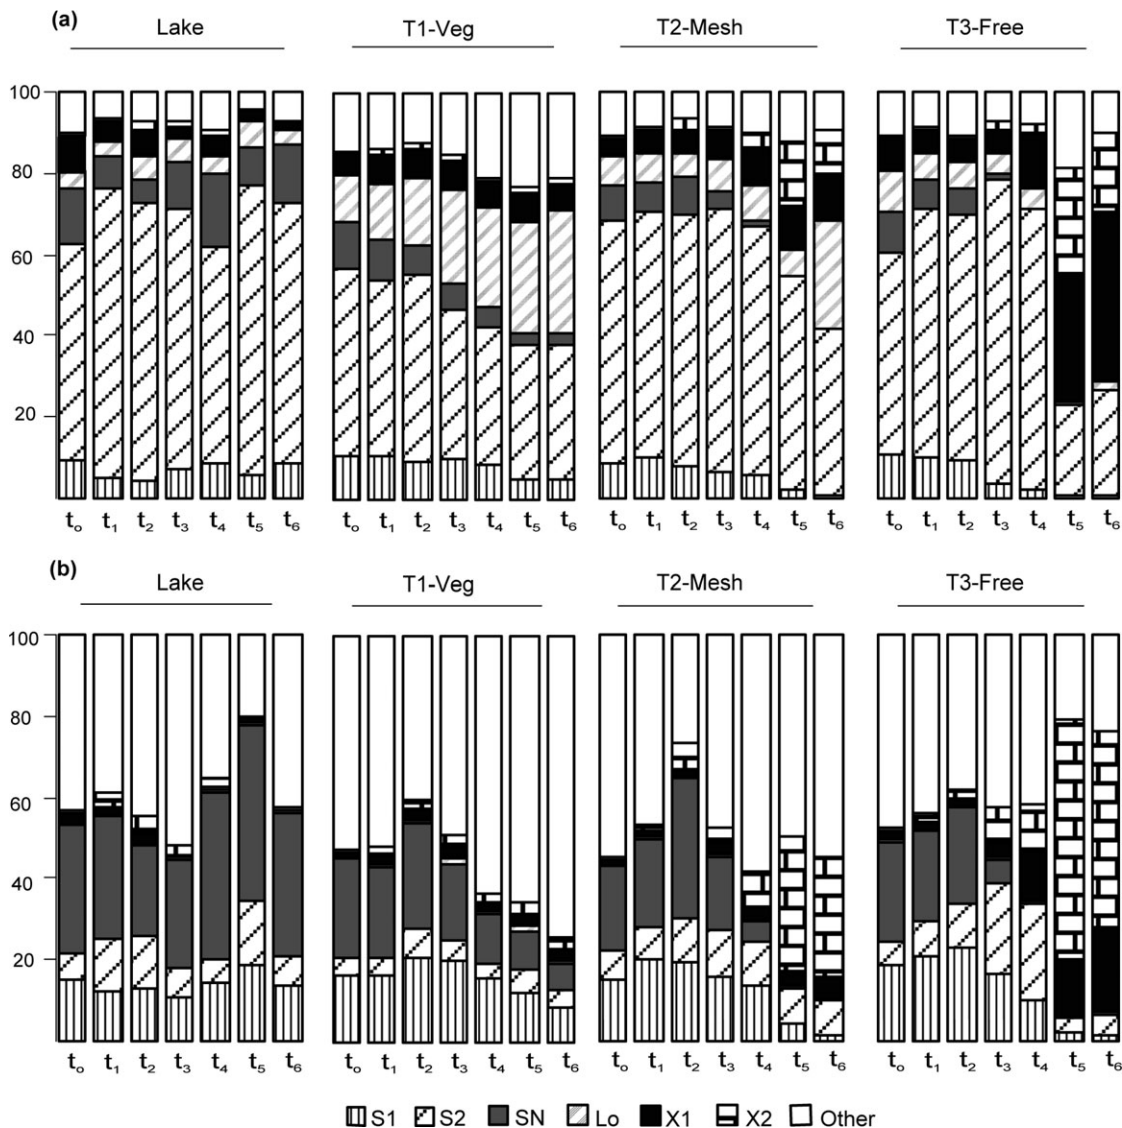 (a)
Lake T1-Veg T2-Mesh T3-Free
100
80
60
40
20
t₀ t₁ t₂ t₃ t₄ t₅ t₆ t₀ t₁ t₂ t₃ t₄ t₅ t₆ t₀ t₁ t₂ t₃ t₄ t₅ t₆ t₀ t₁ t₂ t₃ t₄ t₅ t₆
(b)
Lake T1-Veg T2-Mesh T3-Free
100
80
60
40
20
t₀ t₁ t₂ t₃ t₄ t₅ t₆ t₀ t₁ t₂ t₃ t₄ t₅ t₆ t₀ t₁ t₂ t₃ t₄ t₅ t₆ t₀ t₁ t₂ t₃ t₄ t₅ t₆
S1 S2 SN Lo X1 X2 Other